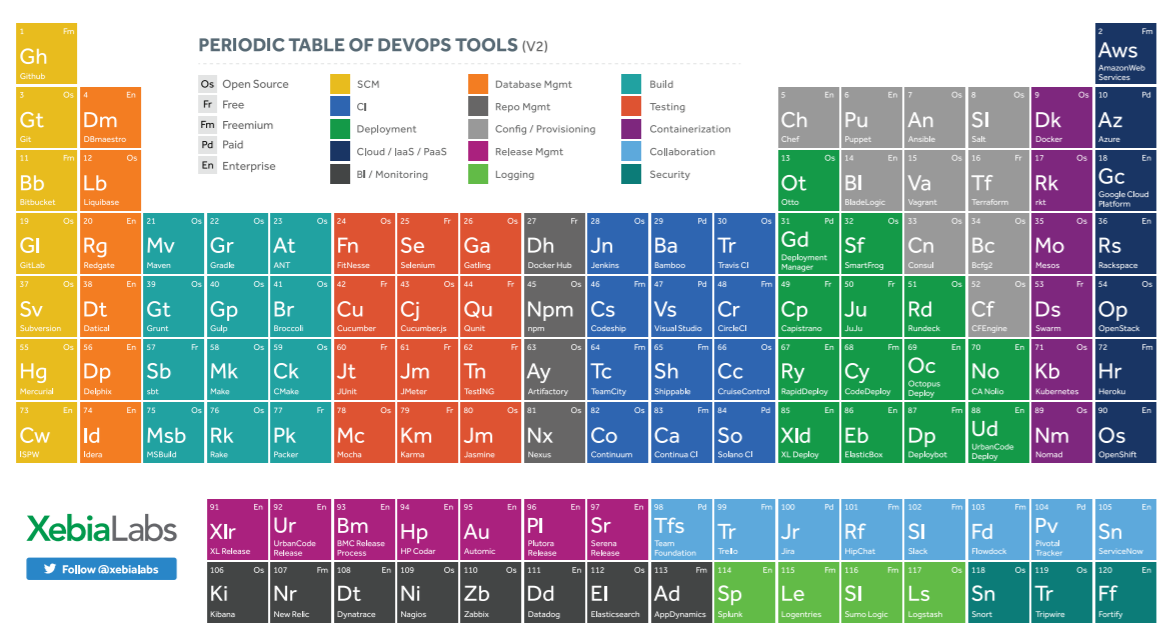 PERIODIC TABLE OF DEVOPS TOOLS (V2)
Os Open Source
Fr Free
Fm Freemium
Pd Paid
En Enterprise
SCM
CI
Deployment
Cloud / IaaS / PaaS
BI / Monitoring
Database Mgmt
Repo Mgmt
Config / Provisioning
Release Mgmt
Logging
Build
Testing
Containerization
Collaboration
Security
1 Fm
Gh
Github
2 Fm
Aws
AmazonWeb
Services
3 Os
Gt
Git
4 En
Dm
DBmaestro
5 En
Ch
Chef
6 En
Pu
Puppet
7 Os
An
Ansible
8 Os
Sl
Salt
9 Os
Dk
Docker
10 Pd
Az
Azure
11 Fm
Bb
Bitbucket
12 Os
Lb
Liquibase
13 Os
Ot
Otto
14 En
Bl
BladeLogic
15 Os
Va
Vagrant
16 Fr
Tf
Terraform
17 Os
Rk
rkt
18 En
Gc
Google Cloud
Platform
19 Os
Gl
GitLab
20 En
Rg
Redgate
21 Os
Mv
Maven
22 Os
Gr
Gradle
23 Os
At
ANT
24 Os
Fn
FitNesse
25 Fr
Se
Selenium
26 Os
Ga
Gatling
27 Fr
Dh
Docker Hub
28 Os
Jn
Jenkins
29 Pd
Ba
Bamboo
30 Os
Tr
Travis CI
31 Pd
Gd
Deployment
Manager
32 Os
Sf
SmartFrog
33 Os
Cn
Consul
34 Os
Bc
Bcfg2
35 Os
Mo
Mesos
36 En
Rs
Rackspace
37 Os
Sv
Subversion
38 En
Dt
Datical
39 Os
Gt
Grunt
40 Os
Gp
Gulp
41 Os
Br
Broccoli
42 Fr
Cu
Cucumber
43 Os
Cj
Cucumber.js
44 Fr
Qu
Qunit
45 Os
Npm
npm
46 Fm
Cs
Codeship
47 Pd
Vs
Visual Studio
48 Fm
Cr
CircleCI
49 Fr
Cp
Capistrano
50 Fr
Ju
JuJu
51 Os
Rd
Rundeck
52 Os
Cf
CFEngine
53 Fr
Ds
Swarm
54 Os
Op
OpenStack
55 Os
Hg
Mercurial
56 En
Dp
Delphix
57 Fr
Sb
sbt
58 Os
Mk
Make
59 Os
Ck
CMake
60 Fr
Jt
JUnit
61 Fr
Jm
JMeter
62 Fr
Tn
TestNG
63 Os
Ay
Artifactory
64 Fm
Tc
TeamCity
65 Fm
Sh
Shippable
66 Os
Cc
CruiseControl
67 En
Ry
RapidDeploy
68 Fm
Cy
CodeDeploy
69 En
Oc
Octopus
Deploy
70 En
No
CA Nolio
71 Os
Kb
Kubernetes
72 Fm
Hr
Heroku
73 En
Cw
ISPW
74 En
Id
Idera
75 Os
Msb
MSBuild
76 Os
Rk
Rake
77 Fr
Pk
Packer
78 Os
Mc
Mocha
79 Fr
Km
Karma
80 Os
Jm
Jasmine
81 Os
Nx
Nexus
82 Os
Co
Continuum
83 Fm
Ca
Continua CI
84 Pd
So
Solano CI
85 En
Xld
XL Deploy
86 En
Eb
ElasticBox
87 Fm
Dp
Deploybot
88 En
Ud
UrbanCode
Deploy
89 Os
Nm
Nomad
90 En
Os
OpenShift
XebiaLabs
Follow @xebialabs
91 En
Xlr
XL Release
92 En
Ur
UrbanCode
Release
93 En
Bm
BMC Release
Process
94 En
Hp
HP Codar
95 En
Au
Automic
96 En
Pl
Plutora
Release
97 En
Sr
Serena
Release
98 Pd
Tfs
Team
Foundation
99 Fm
Tr
Trello
100 Pd
Jr
Jira
101 Fm
Rf
HipChat
102 Fm
Sl
Slack
103 Fm
Fd
Flowdock
104 Pd
Pv
Pivotal
Tracker
105 En
Sn
ServiceNow
106 Os
Ki
Kibana
107 Fm
Nr
New Relic
108 En
Dt
Dynatrace
109 Os
Ni
Nagios
110 Os
Zb
Zabbix
111 En
Dd
Datadog
112 Os
El
Elasticsearch
113 Fm
Ad
AppDynamics
114 En
Sp
Splunk
115 Fm
Le
Logentries
116 Fm
Sl
Sumo Logic
117 Os
Ls
Logstash
118 Os
Sn
Snort
119 Os
Tr
Tripwire
120 En
Ff
Fortify